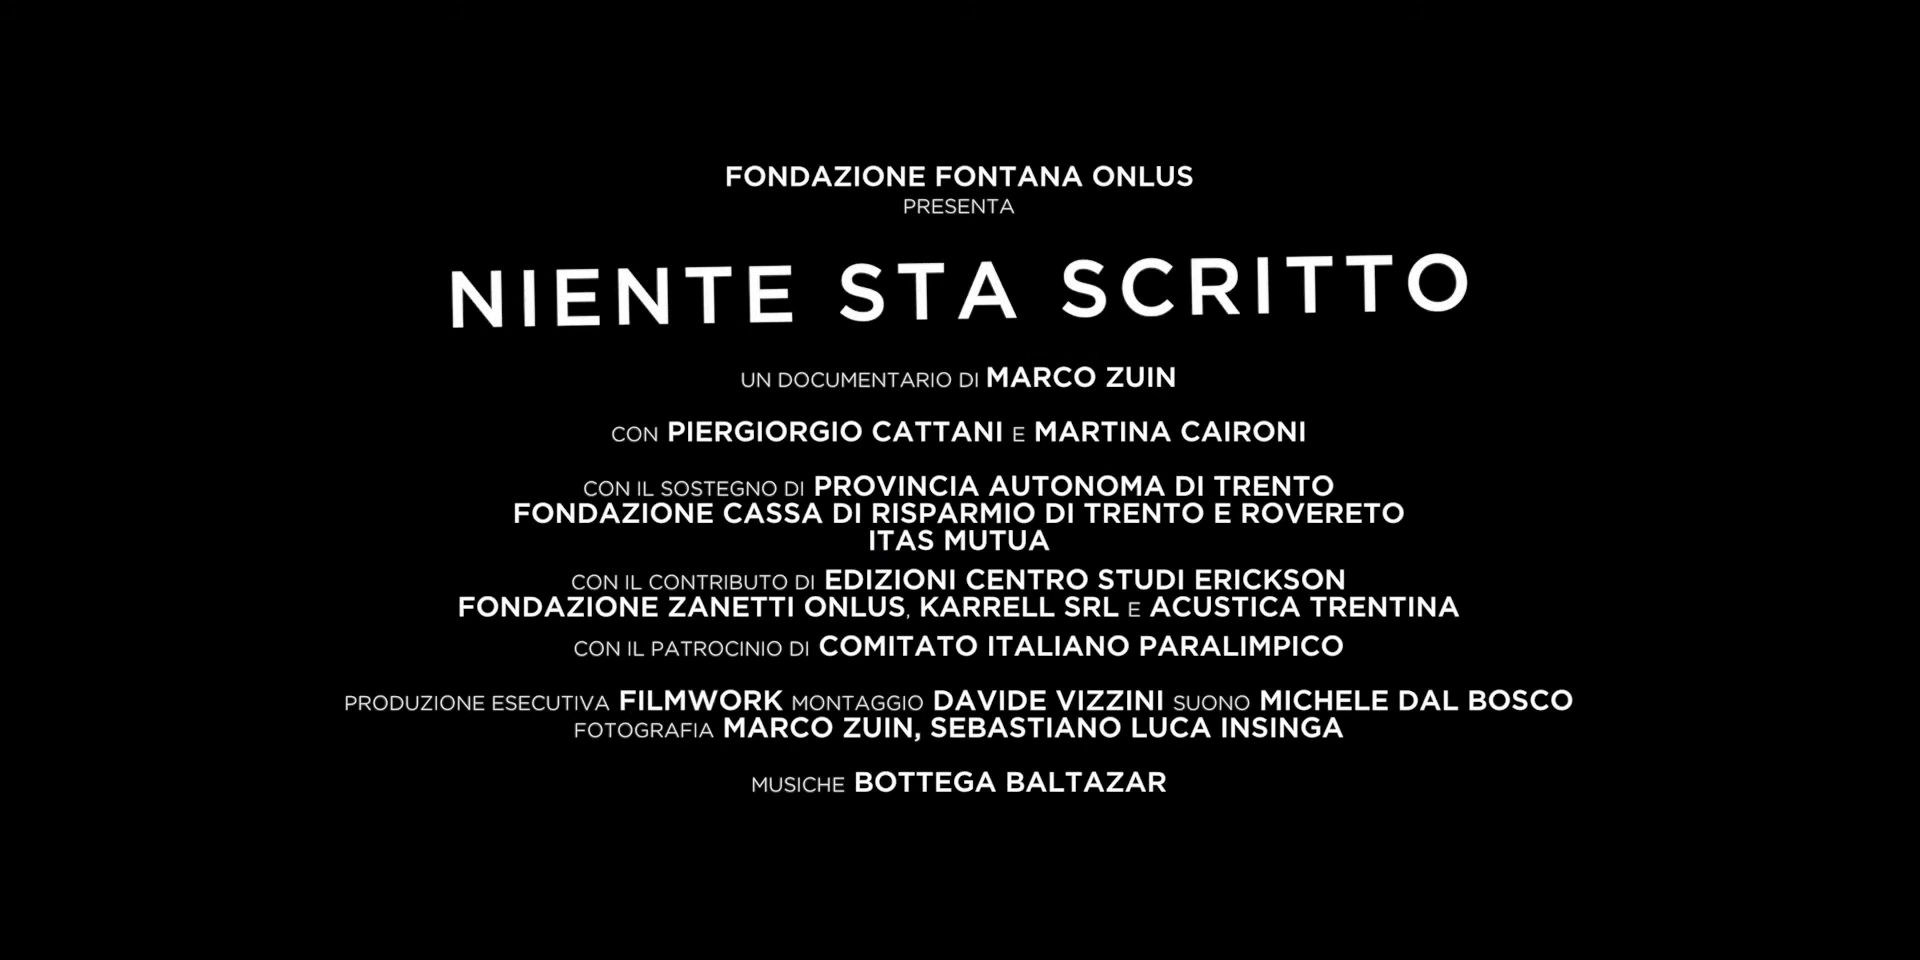 FONDAZIONE FONTANA ONLUS
PRESENTA
NIENTE STA SCRITTO
UN DOCUMENTARIO DI MARCO ZUIN
CON PIERGIORGIO CATTANI E MARTINA CAIRONI
CON IL SOSTEGNO DI PROVINCIA AUTONOMA DI TRENTO
FONDAZIONE CASSA DI RISPARMIO DI TRENTO E ROVERETO
ITAS MUTUA
CON IL CONTRIBUTO DI EDIZIONI CENTRO STUDI ERICKSON
FONDAZIONE ZANETTI ONLUS, KARRELL SRL E ACUSTICA TRENTINA
CON IL PATROCINIO DI COMITATO ITALIANO PARALIMPICO
PRODUZIONE ESECUTIVA FILMWORK MONTAGGIO DAVIDE VIZZINI SUONO MICHELE DAL BOSCO
FOTOGRAFIA MARCO ZUIN, SEBASTIANO LUCA INSINGA
MUSICHE BOTTEGA BALTAZAR